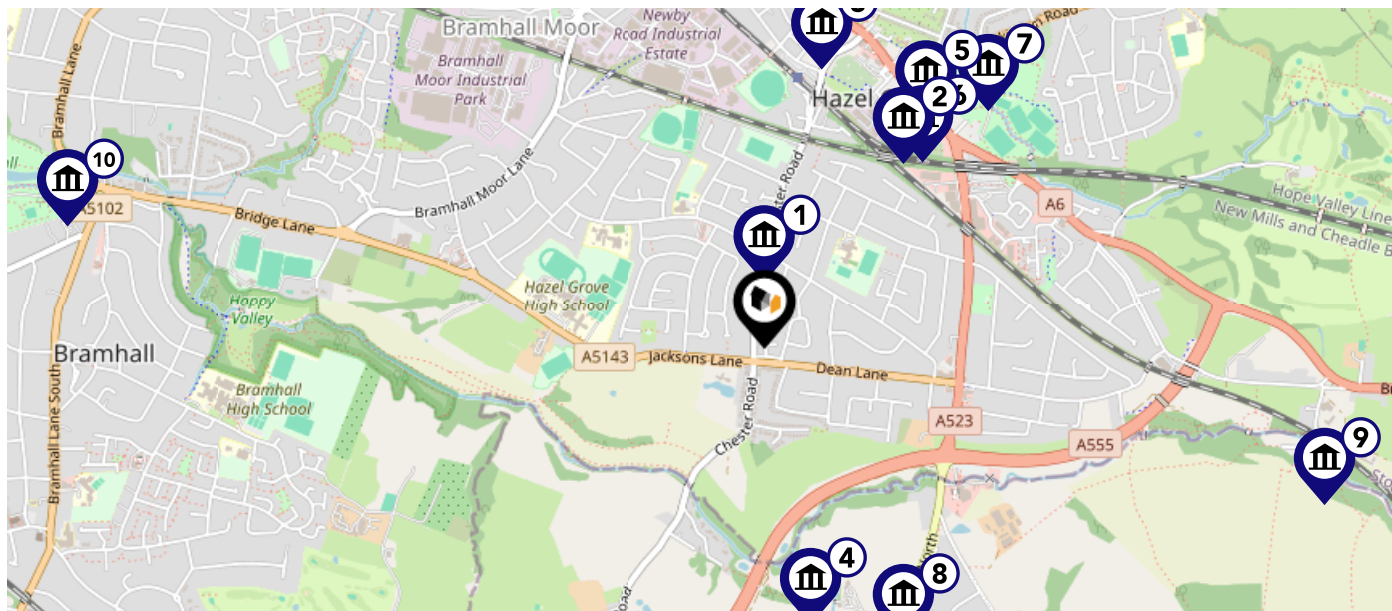 Bramhall Moor
Newby
Road Industrial
Estate
Road
Bramhall Lane
Bramhall
Moor Industrial
Park
Hazel
5
7
2
6
10
A5102
Bramhall Moor Lane
Bridge Lane
A6
Hope Valley Line
New Mills and Cheadle
1
Hazel Grove
High School
Happy
Valley
Bramhall
A5143
Jacksons Lane
Dean Lane
Bramhall
High School
Chester Road
A523
A555
9
Bramhall Lane South
4
8